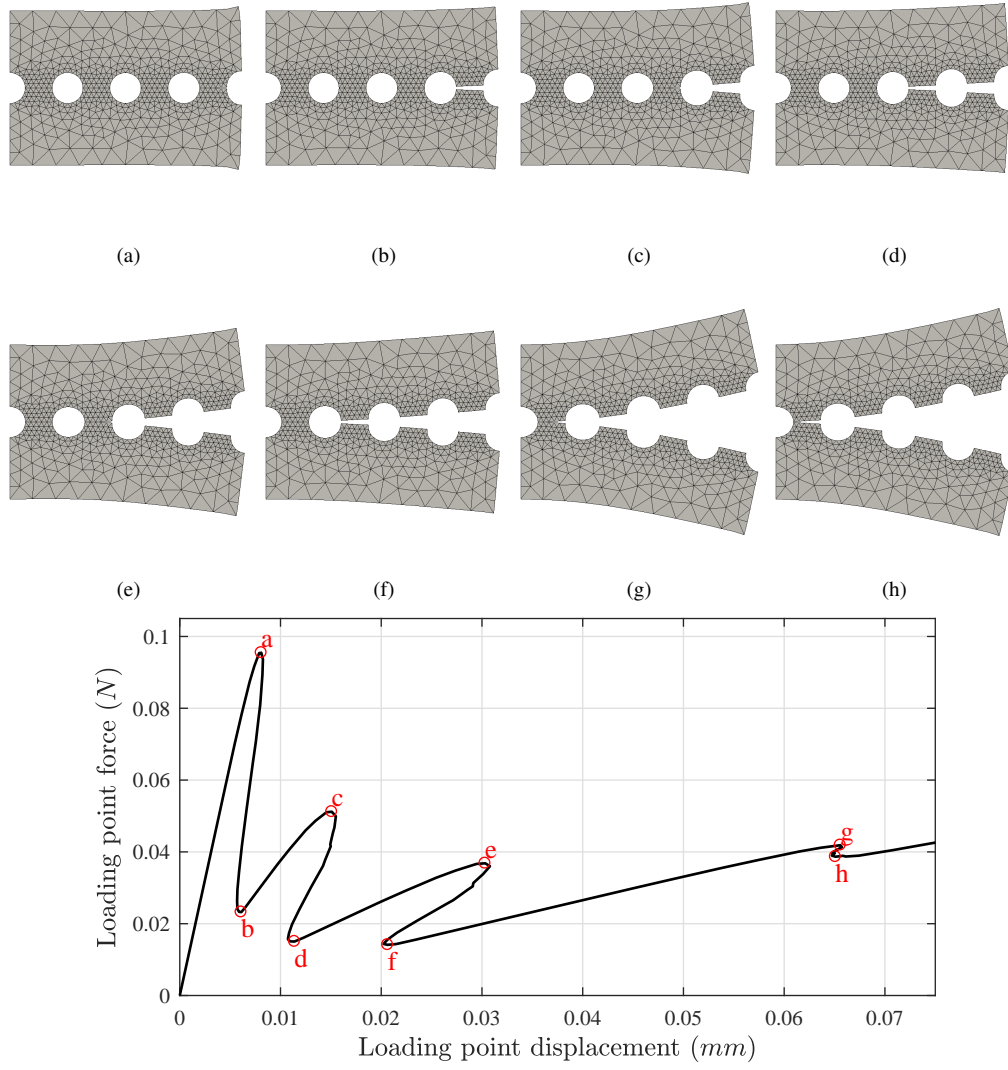 (a) (b) (c) (d)
(e) (f) (g) (h)
Loading point force (N)
0.1
0.08
0.06
0.04
0.02
0
a
b
c
d
e
f
g
h
0 0.01 0.02 0.03 0.04 0.05 0.06 0.07
Loading point displacement (mm)